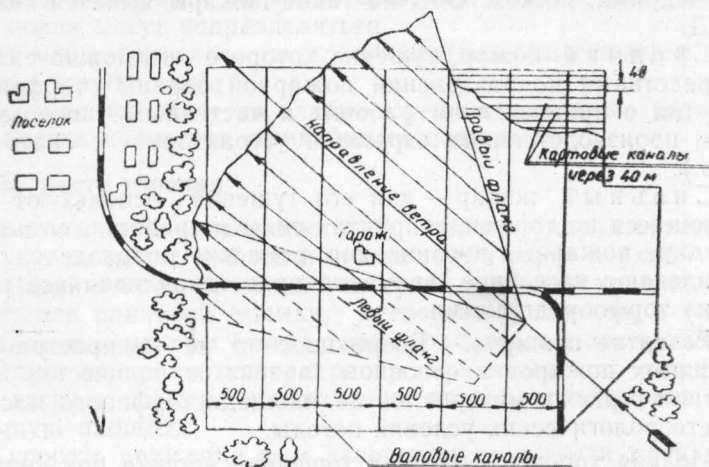 Поселок
Направление ветра
Правый фланг
Картовые каналы
через 40 м
Гараж
Левый фланг
500 500 500 500 500 500
Валовые каналы